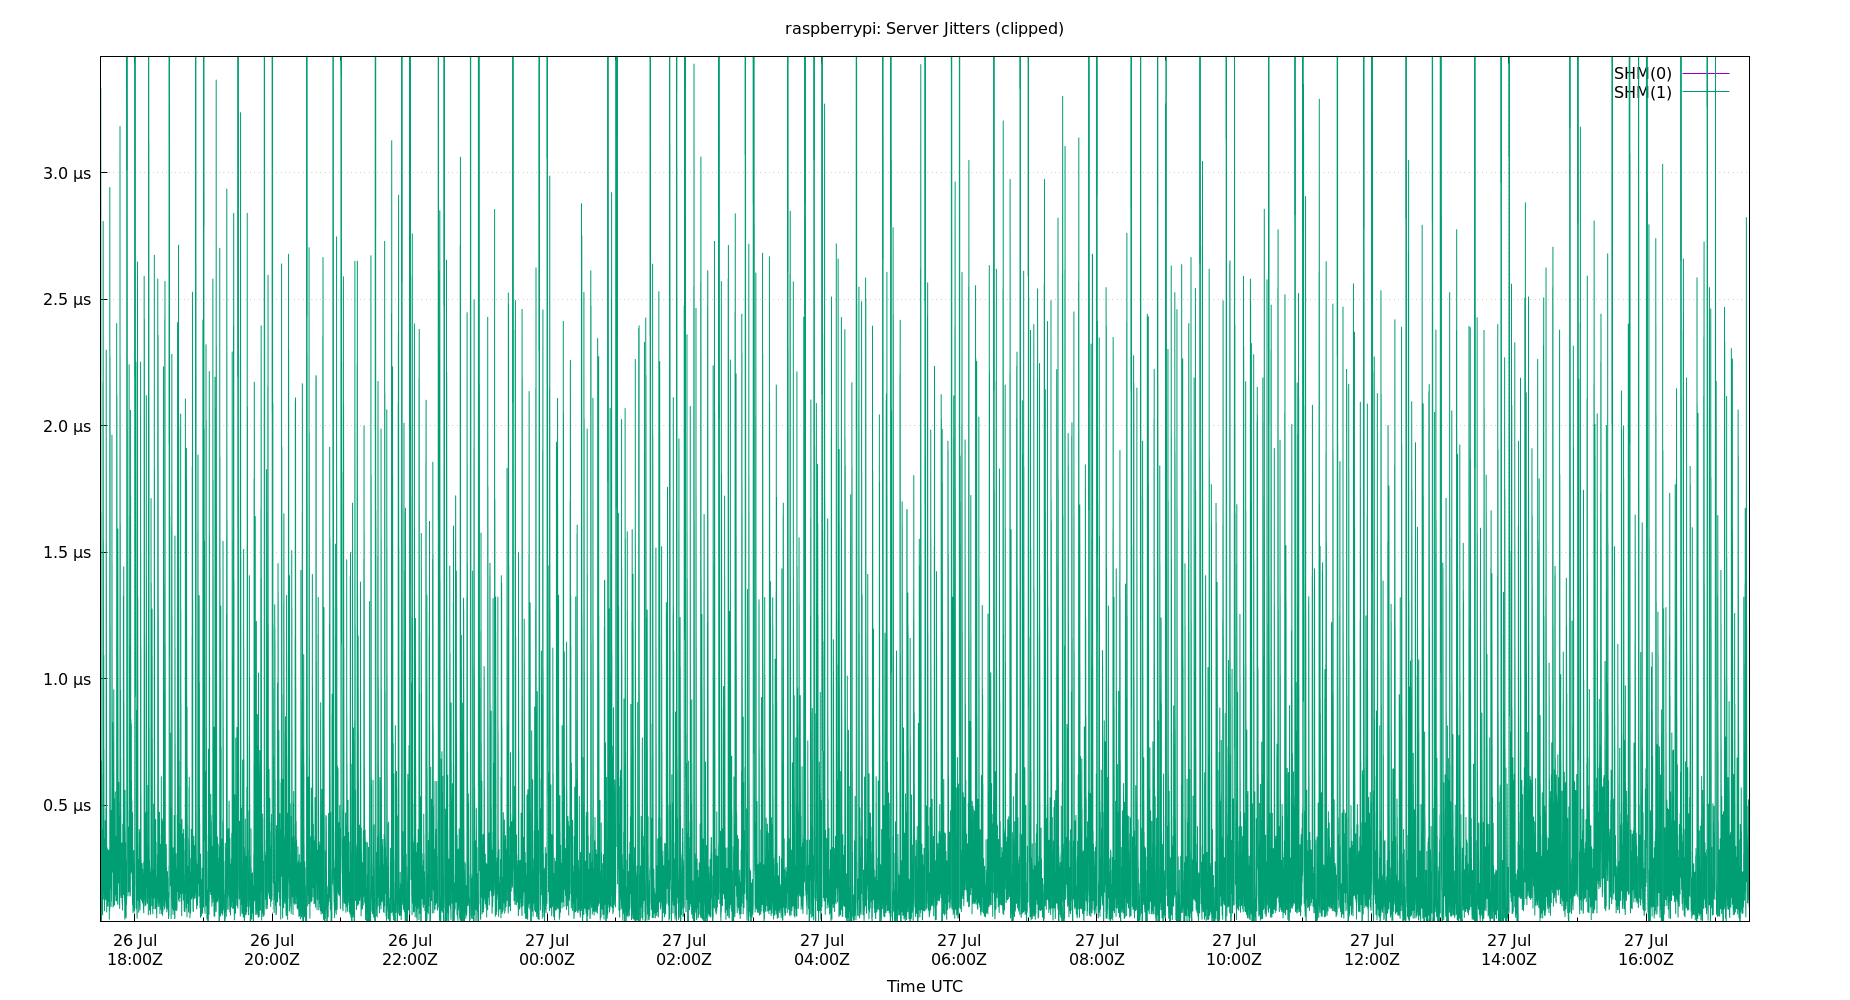 raspberrypi: Server Jitters (clipped)
SHM(0)
SHM(1)
3.0 µs
2.5 µs
2.0 µs
1.5 µs
1.0 µs
0.5 µs
26 Jul 26 Jul 26 Jul 27 Jul 27 Jul 27 Jul 27 Jul 27 Jul 27 Jul 27 Jul 27 Jul 27 Jul
18:00Z 20:00Z 22:00Z 00:00Z 02:00Z 04:00Z 06:00Z 08:00Z 10:00Z 12:00Z 14:00Z 16:00Z
Time UTC